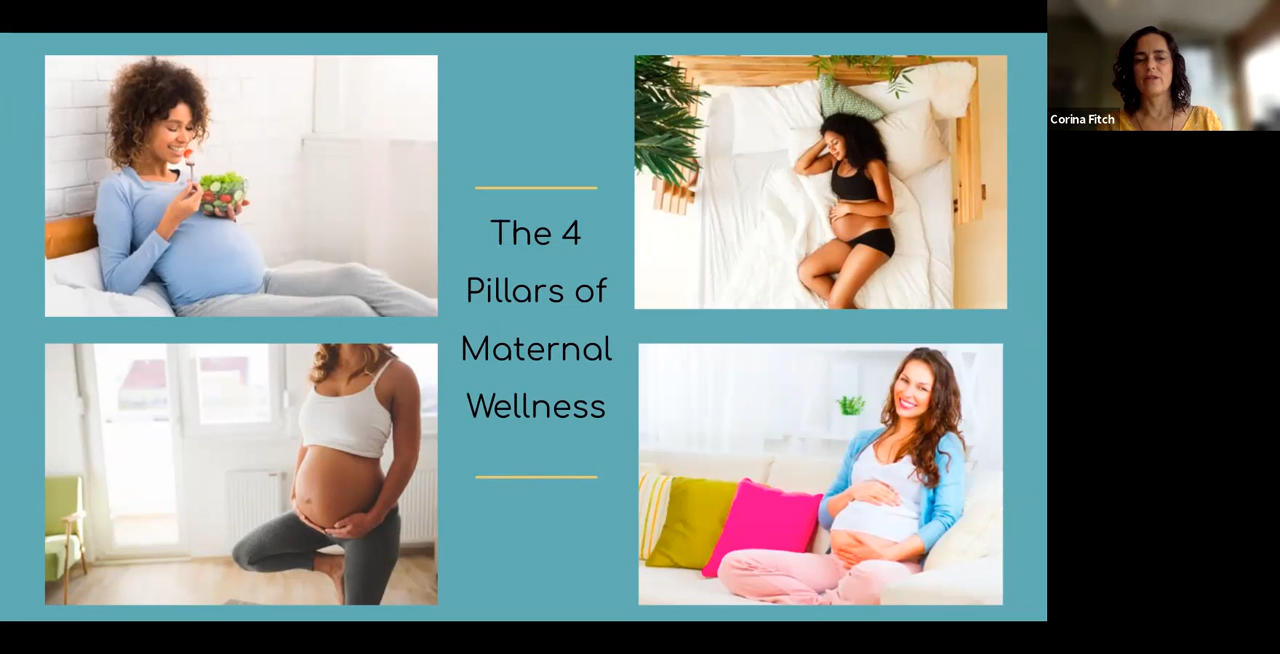 The 4
Pillars of
Maternal
Wellness
Corina Fitch